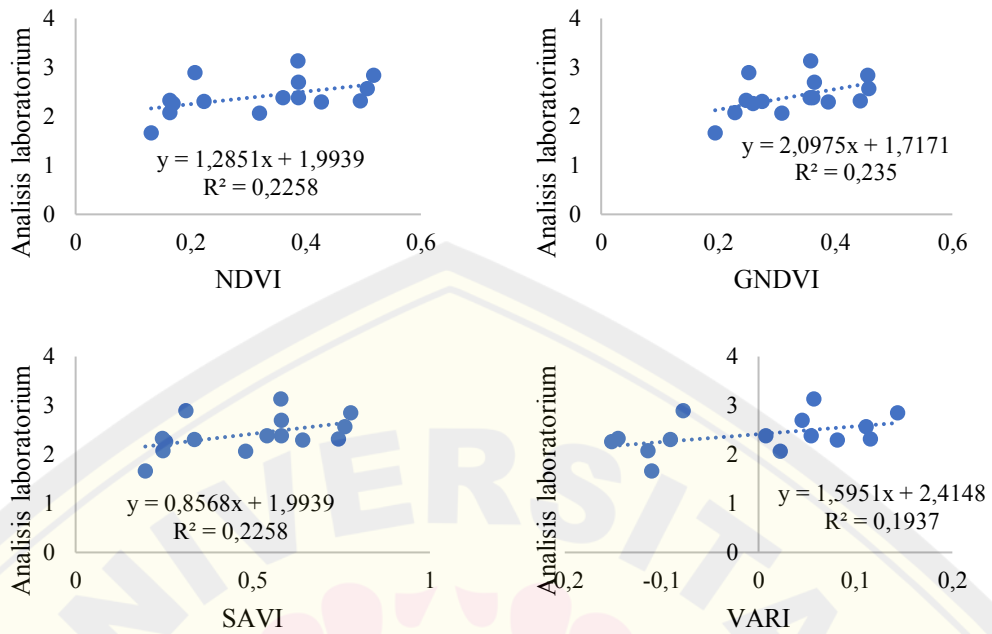 Analisis laboratorium
4
3
2
1
0
y = 1,2851x + 1,9939
R² = 0,2258
0 0,2 0,4 0,6
NDVI
Analisis laboratorium
4
3
2
1
0
y = 2,0975x + 1,7171
R² = 0,235
0 0,2 0,4 0,6
GNDVI
Analisis laboratorium
4
3
2
1
0
y = 0,8568x + 1,9939
R² = 0,2258
0 0,5 1
SAVI
Analisis laboratorium
4
3
2
1
0
y = 1,5951x + 2,4148
R² = 0,1937
-0,2 -0,1 0 0,1 0,2
VARI
UNIVERSITA